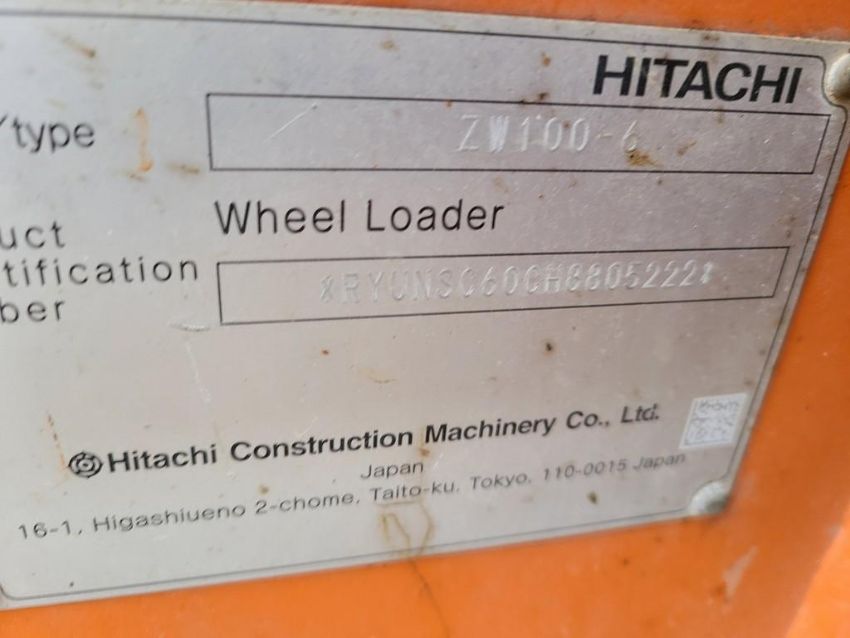 HITACHI
/type
ZW100-6
Wheel Loader
uct
tification
ber
*RYUNSC60CH8805222*
Hitachi Construction Machinery Co., Ltd.
Japan
16-1, Higashiueno 2-chome, Taito-ku, Tokyo, 110-0015 Japan